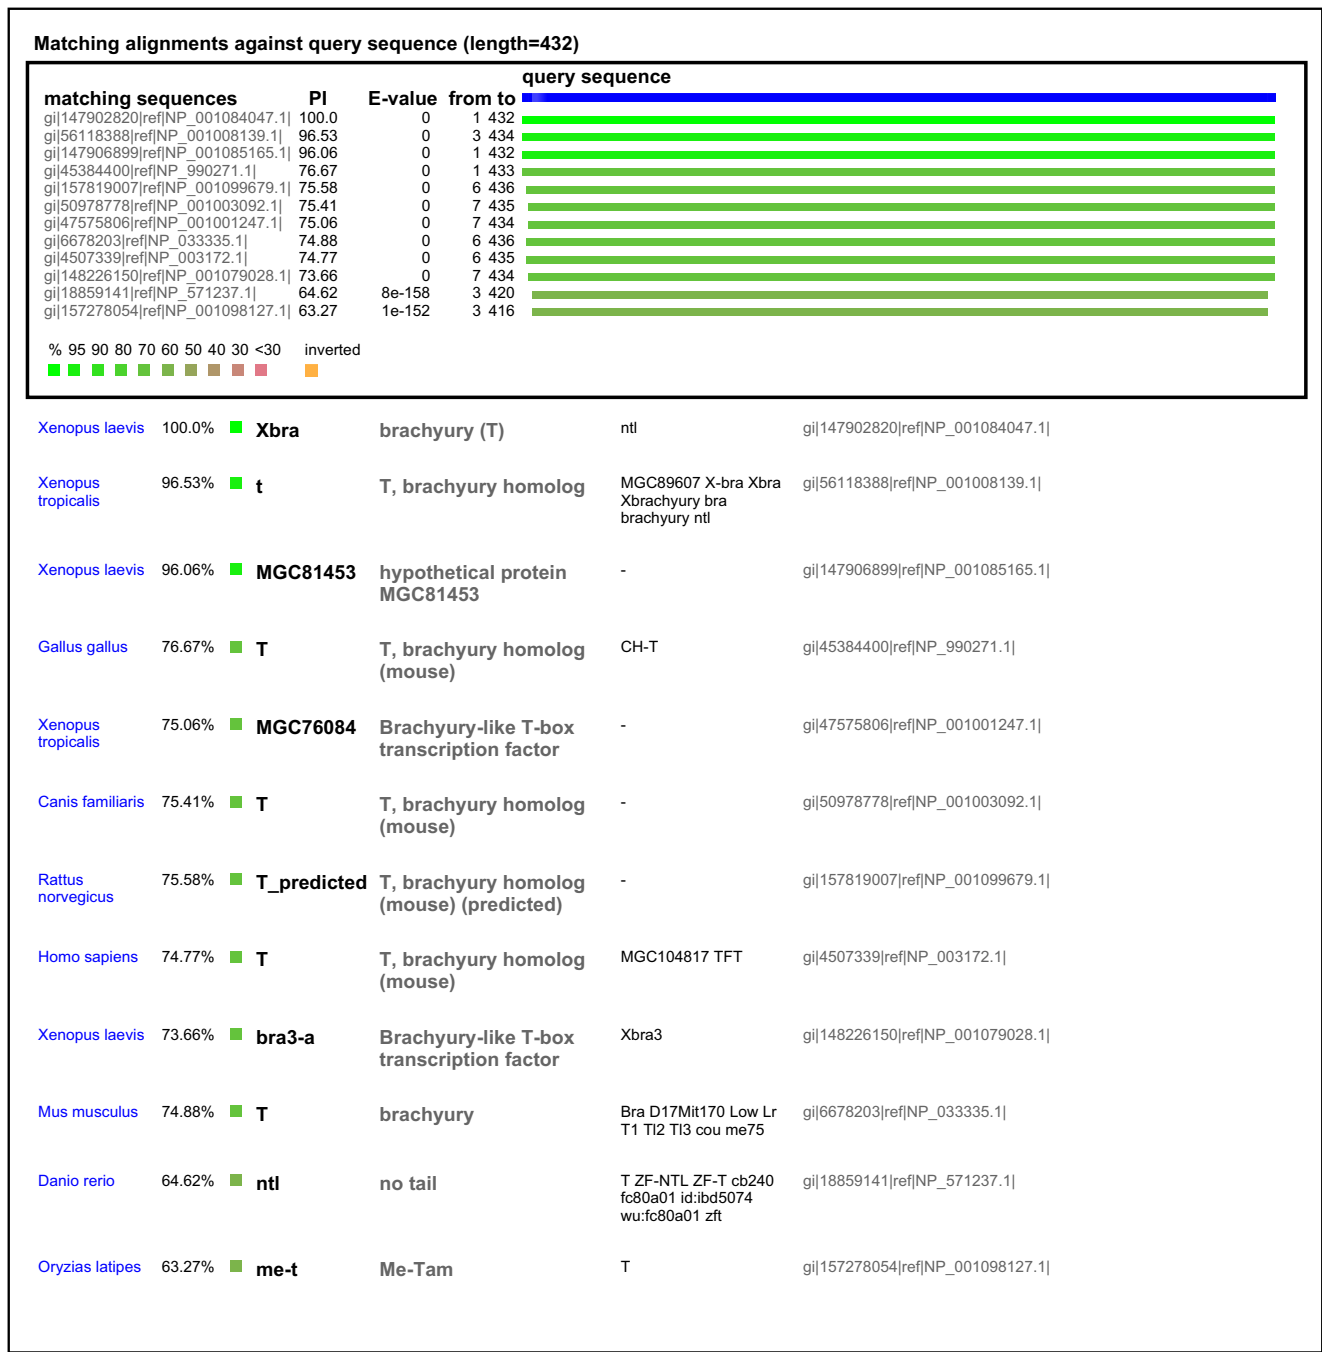 Matching alignments against query sequence (length=432)
query sequence
matching sequences PI E-value from to
gi|147902820|ref|NP_001084047.1| 100.0 0 1 432
gi|56118388|ref|NP_001008139.1| 96.53 0 3 434
gi|147906899|ref|NP_001085165.1| 96.06 0 1 432
gi|45384400|ref|NP_990271.1| 76.67 0 1 433
gi|157819007|ref|NP_001099679.1| 75.58 0 6 436
gi|50978778|ref|NP_001003092.1| 75.41 0 7 435
gi|47575806|ref|NP_001001247.1| 75.06 0 7 434
gi|6678203|ref|NP_033335.1| 74.88 0 6 436
gi|4507339|ref|NP_003172.1| 74.77 0 6 435
gi|148226150|ref|NP_001079028.1| 73.66 0 7 434
gi|18859141|ref|NP_571237.1| 64.62 8e-158 3 420
gi|157278054|ref|NP_001098127.1| 63.27 1e-152 3 416
% 95 90 80 70 60 50 40 30 <30 inverted
Xenopus laevis 100.0% Xbra brachyury (T) ntl gi|147902820|ref|NP_001084047.1|
Xenopus 96.53% t T, brachyury homolog MGC89607 X-bra Xbra gi|56118388|ref|NP_001008139.1|
tropicalis Xbrachyury bra
brachyury ntl
Xenopus laevis 96.06% MGC81453 hypothetical protein - gi|147906899|ref|NP_001085165.1|
MGC81453
Gallus gallus 76.67% T T, brachyury homolog CH-T gi|45384400|ref|NP_990271.1|
(mouse)
Xenopus 75.06% MGC76084 Brachyury-like T-box - gi|47575806|ref|NP_001001247.1|
tropicalis transcription factor
Canis familiaris 75.41% T T, brachyury homolog - gi|50978778|ref|NP_001003092.1|
(mouse)
Rattus 75.58% T_predicted T, brachyury homolog - gi|157819007|ref|NP_001099679.1|
norvegicus (mouse) (predicted)
Homo sapiens 74.77% T T, brachyury homolog MGC104817 TFT gi|4507339|ref|NP_003172.1|
(mouse)
Xenopus laevis 73.66% bra3-a Brachyury-like T-box Xbra3 gi|148226150|ref|NP_001079028.1|
transcription factor
Mus musculus 74.88% T brachyury Bra D17Mit170 Low Lr gi|6678203|ref|NP_033335.1|
T1 Tl2 Tl3 cou me75
Danio rerio 64.62% ntl no tail T ZF-NTL ZF-T cb240 gi|18859141|ref|NP_571237.1|
fc80a01 id:ibd5074
wu:fc80a01 zft
Oryzias latipes 63.27% me-t Me-Tam T gi|157278054|ref|NP_001098127.1|